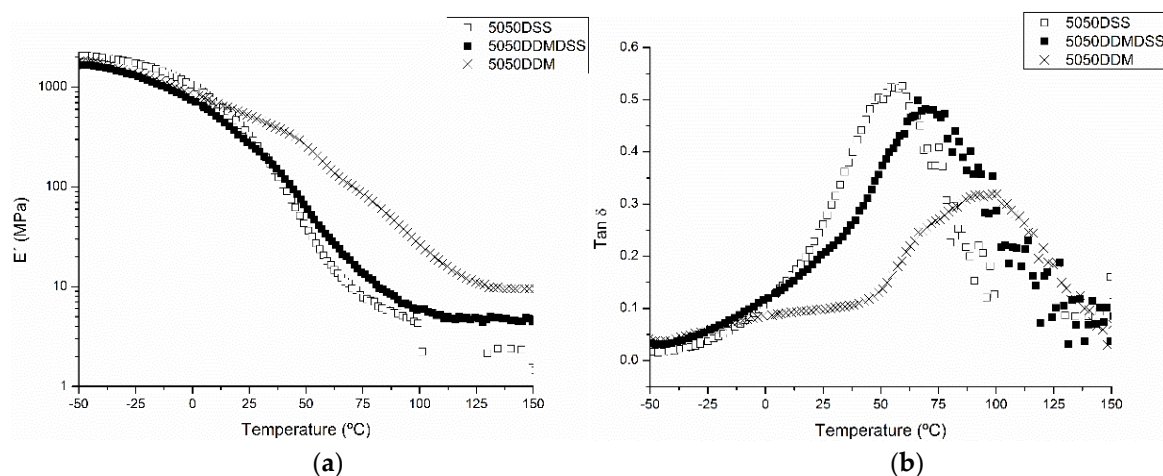 5050DSS
5050DDMDSS
5050DDM
1000
100
10
1
E´ (MPa)
-50 -25 0 25 50 75 100 125 150
Temperature (ºC)
(a)
5050DSS
5050DDMDSS
5050DDM
0.6
0.5
0.4
0.3
0.2
0.1
0.0
Tan δ
-50 -25 0 25 50 75 100 125 150
Temperature (ºC)
(b)